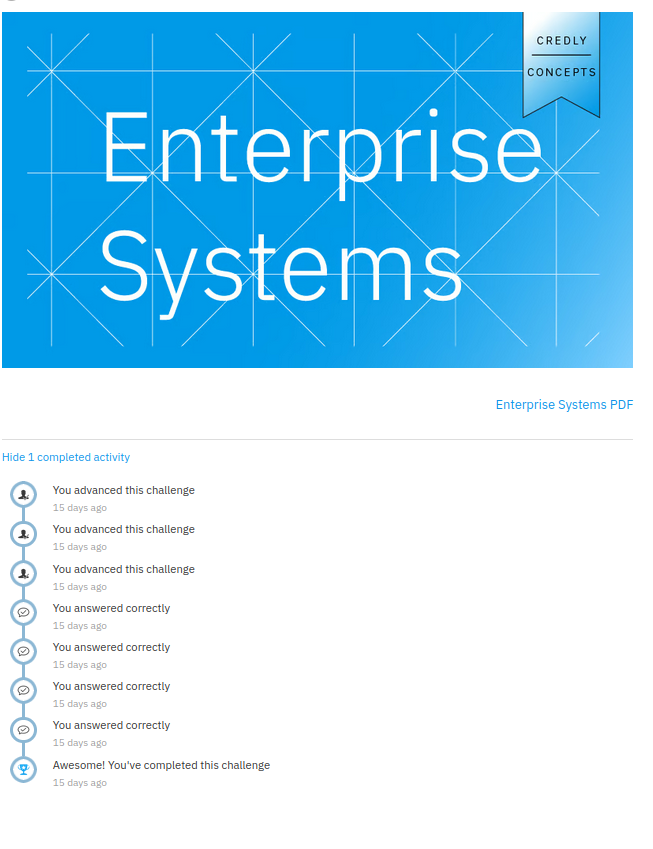 CREDLY
CONCEPTS
Enterprise
Systems
Enterprise Systems PDF
Hide 1 completed activity
You advanced this challenge
15 days ago
You advanced this challenge
15 days ago
You advanced this challenge
15 days ago
You answered correctly
15 days ago
You answered correctly
15 days ago
You answered correctly
15 days ago
You answered correctly
15 days ago
Awesome! You've completed this challenge
15 days ago